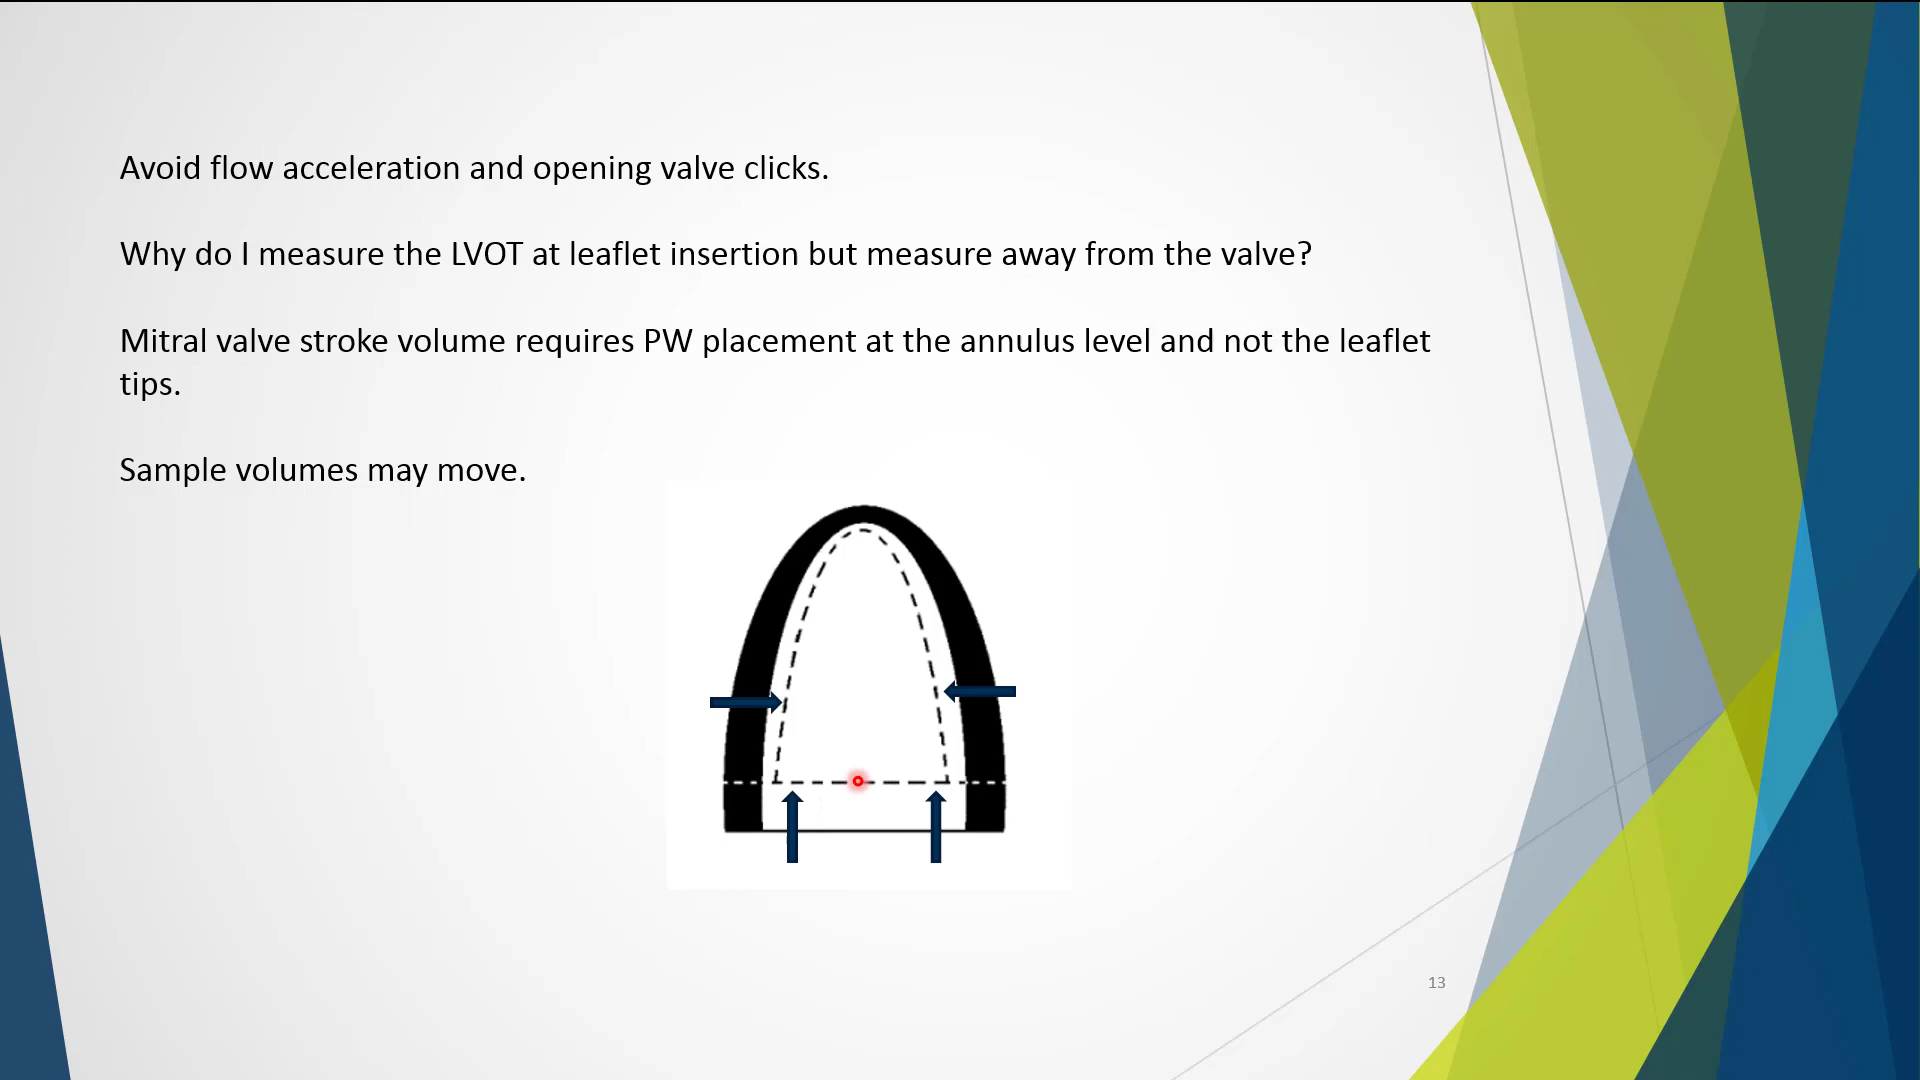 Avoid flow acceleration and opening valve clicks.
Why do I measure the LVOT at leaflet insertion but measure away from the valve?
Mitral valve stroke volume requires PW placement at the annulus level and not the leaflet
tips.
Sample volumes may move.
13